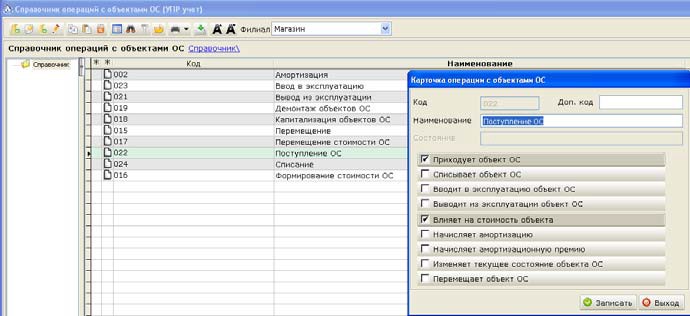 Справочник операций с объектами ОС (УПР учет)
Филиал Магазин
Справочник операций с объектами ОС Справочник\
Справочник
* * Код Наименование
002 Амортизация
023 Ввод в эксплуатацию
021 Вывод из эксплуатации
019 Демонтаж объектов ОС
018 Капитализация объектов ОС
015 Перемещение
017 Перемещение стоимости ОС
022 Поступление ОС
024 Списание
016 Формирование стоимости ОС
Карточка операции с объектами ОС
Код 022 Доп. код
Наименование Поступление ОС
Состояние
Приходует объект ОС
Списывает объект ОС
Вводит в эксплуатацию объект ОС
Выводит из эксплуатации объект ОС
Влияет на стоимость объекта
Начисляет амортизацию
Начисляет амортизационную премию
Изменяет текущее состояние объекта ОС
Перемещает объект ОС
Записать Выход